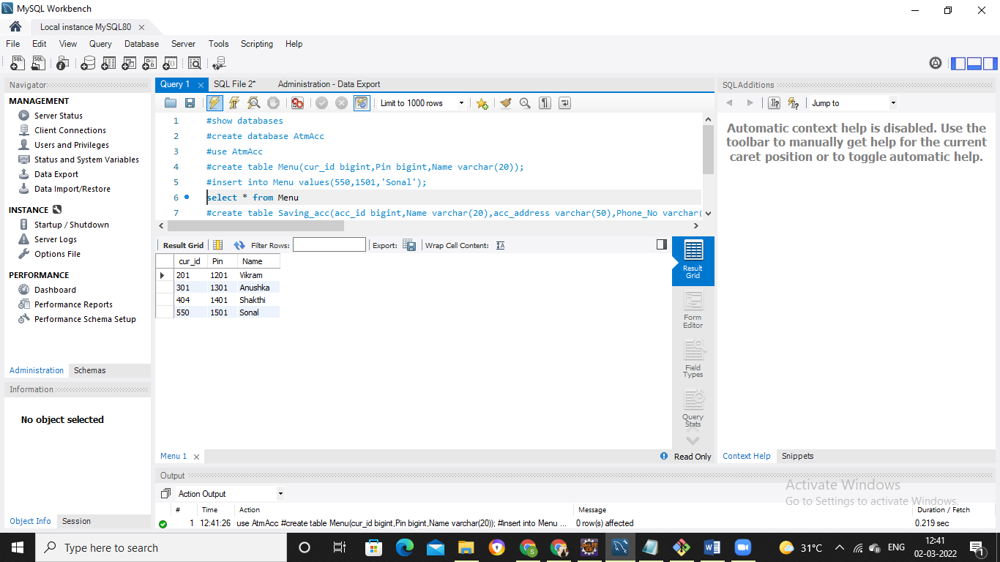 MySQL Workbench
Local instance MySQL80
File Edit View Query Database Server Tools Scripting Help
Navigator
MANAGEMENT
Server Status
Client Connections
Users and Privileges
Status and System Variables
Data Export
Data Import/Restore
INSTANCE
Startup / Shutdown
Server Logs
Options File
PERFORMANCE
Dashboard
Performance Reports
Performance Schema Setup
Administration Schemas
Information
No object selected
Object Info Session
Query 1 SQL File 2* Administration - Data Export
Limit to 1000 rows
1 #show databases
2 #create database AtmAcc
3 #use AtmAcc
4 #create table Menu(cur_id bigint,Pin bigint,Name varchar(20));
5 #insert into Menu values(550,1501,'Sonal');
6 select * from Menu
7 #create table Saving_acc(acc_id bigint,Name varchar(20),acc_address varchar(50),Phone_No varchar(
Result Grid Filter Rows: Export: Wrap Cell Content:
cur_id Pin Name
201 1201 Vikram
301 1301 Anushka
404 1401 Shakthi
550 1501 Sonal
Result
Grid
Form
Editor
Field
Types
Query
Stats
Menu 1 Read Only
SQLAdditions
Jump to
Automatic context help is disabled. Use the
toolbar to manually get help for the current
caret position or to toggle automatic help.
Context Help Snippets
Output
Action Output
# Time Action Message Duration / Fetch
1 12:41:26 use AtmAcc #create table Menu(cur_id bigint,Pin bigint,Name varchar(20)); #insert into Menu ... 0 row(s) affected 0.219 sec
Activate Windows
Go to Settings to activate Windows.
Type here to search
31°C ENG 12:41
02-03-2022
1